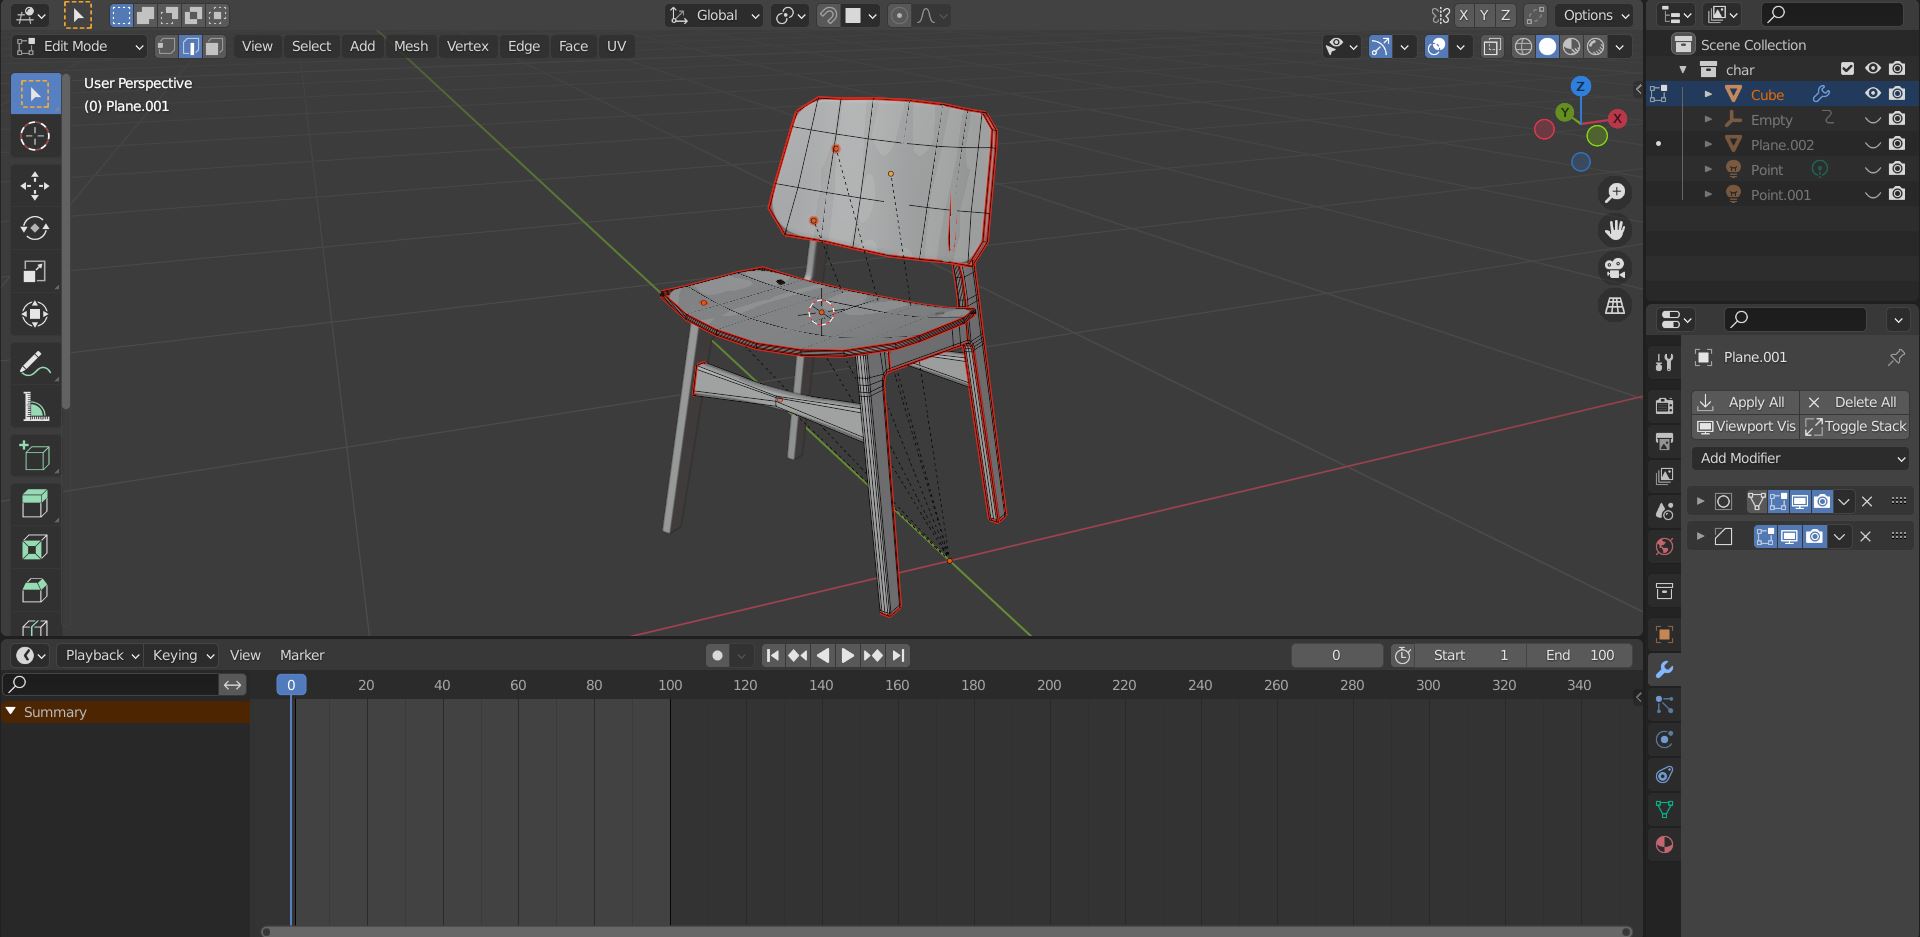 Global
X Y Z
Options
Edit Mode
View Select Add Mesh Vertex Edge Face UV
User Perspective
(0) Plane.001
Z
Y
X
Scene Collection
char
Cube
Empty
Plane.002
Point
Point.001
Plane.001
Apply All
Delete All
Viewport Vis
Toggle Stack
Add Modifier
Playback Keying View Marker
0
Start 1
End 100
0 20 40 60 80 100 120 140 160 180 200 220 240 260 280 300 320 340
Summary